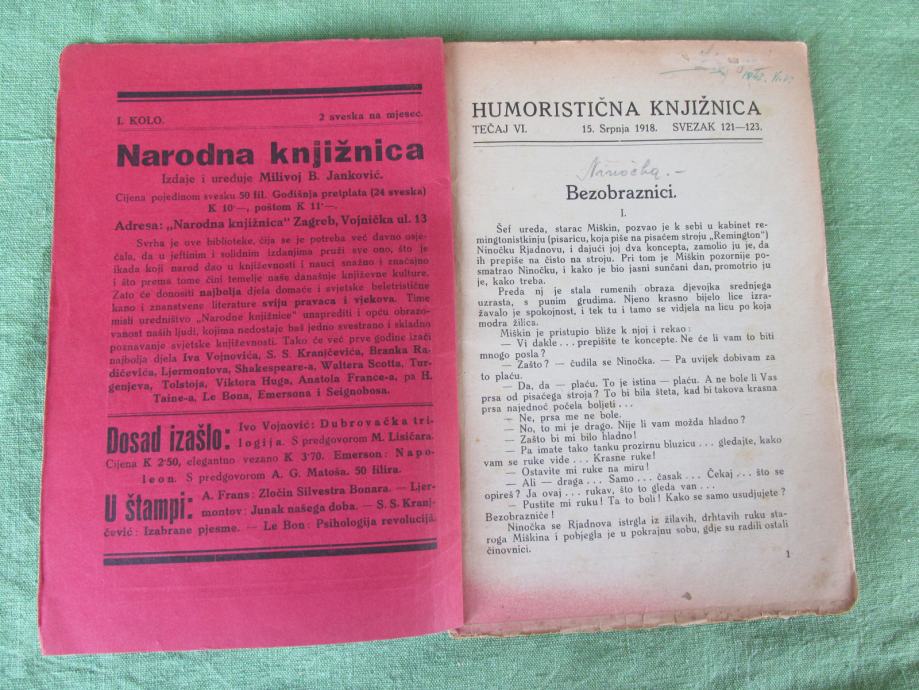 I. KOLO. 2 sveska na mjesec.
Narodna knjižnica
Izdaje i uređuje Milivoj B. Janković.
Cijena pojedinom svesku 50 fil. Godišnja pretplata (24 sveska)
K 10·—, poštom K 11·—.
Adresa: „Narodna knjižnica" Zagreb, Vojnička ul. 13
Svrha je ove biblioteke, čija se je potreba već davno osje-
ćala, da u jeftinim i solidnim izdanjima pruži sve ono, što je
ikada koji narod dao u književnosti i nauci snažno i značajno
i što prema tome čini temelje naše današnje književne kulture.
Zato će donositi najbolja djela domaće i svjetske beletristične
kano i znanstvene literature sviju pravaca i vjekova. Time
misli uredništvo „Narodne knjižnice" unaprediti i opću obrazo-
vanost naših ljudi, kojima nedostaje baš jedno svestrano i skladno
poznavanje svjetske književnosti. Tako će već prve godine izaći
najbolja djela Iva Vojnovića, S. S. Kranjčevića, Branka Ra-
dičevića, Ljermontova, Shakespeare-a, Waltera Scotta, Tur-
genjeva, Tolstoja, Viktora Huga, Anatola France-a, pa H.
Taine-a, Le Bona, Emersona i Seignobosa.
Dosad izašlo: Ivo Vojnović: Dubrovačka tri-
logija. S predgovorom M. Lisičara.
Cijena K 2·50, elegantno vezano K 3·70. Emerson: Napo-
leon. S predgovorom A. G. Matoša. 50 filira.
U štampi: A. Frans: Zločin Silvestra Bonara. — Ljer-
montov: Junak našega doba. — S. S. Kranj-
čević: Izabrane pjesme. — Le Bon: Psihologija revolucijâ.
HUMORISTIČNA KNJIŽNICA
TEČAJ VI. 15. Srpnja 1918. SVEZAK 121—123.
Ninočka.—
Bezobraznici.
I.
Šef ureda, starac Miškin, pozvao je k sebi u kabinet re-
mingtonistkinju (pisaricu, koja piše na pisaćem stroju „Remington")
Ninočku Rjadnovu, i dajući joj dva koncepta, zamolio ju je, da
ih prepiše na čisto na stroju. Pri tom je Miškin pozornije po-
smatrao Ninočku, i kako je bio jasni sunčani dan, promotrio ju
je, kako treba.
Preda nj je stala rumenih obraza djevojka srednjega
uzrasta, s punim grudima. Njeno krasno bijelo lice izra-
žavalo je spokojnost, i tek tu i tamo se vidjela na licu po koja
modra žilica.
Miškin je pristupio bliže k njoj i rekao:
— Vi dakle... prepišite te koncepte. Ne će li vam to biti
mnogo posla?
— Zašto? — čudila se Ninočka. — Pa uvijek dobivam za
to plaću.
— Da, da — plaću. To je istina — plaću. A ne bole li Vas
prsa od pisaćega stroja? To bi bila šteta, kad bi takova krasna
prsa najednoč počela boljeti...
— Ne, prsa me ne bole.
— No, to mi je drago. Nije li vam možda hladno?
— Zašto bi mi bilo hladno!
— Pa imate tako tanku prozirnu bluzicu... gledajte, kako
vam se ruke vide... Krasne ruke!
— Ostavite mi ruke na miru!
— Ali — draga... Samo... časak... Čekaj... što se
opireš? Ja ovaj... rukav, što to gleda van...
— Pustite mi ruku! Ta to boli! Kako se samo usudjujete?
Bezobrazniče!
Ninočka se Rjadnova istrgla iz žilavih, drhtavih ruku sta-
roga Miškina i pobjegla je u pokrajnu sobu, gdje su radili ostali
činovnici.
1